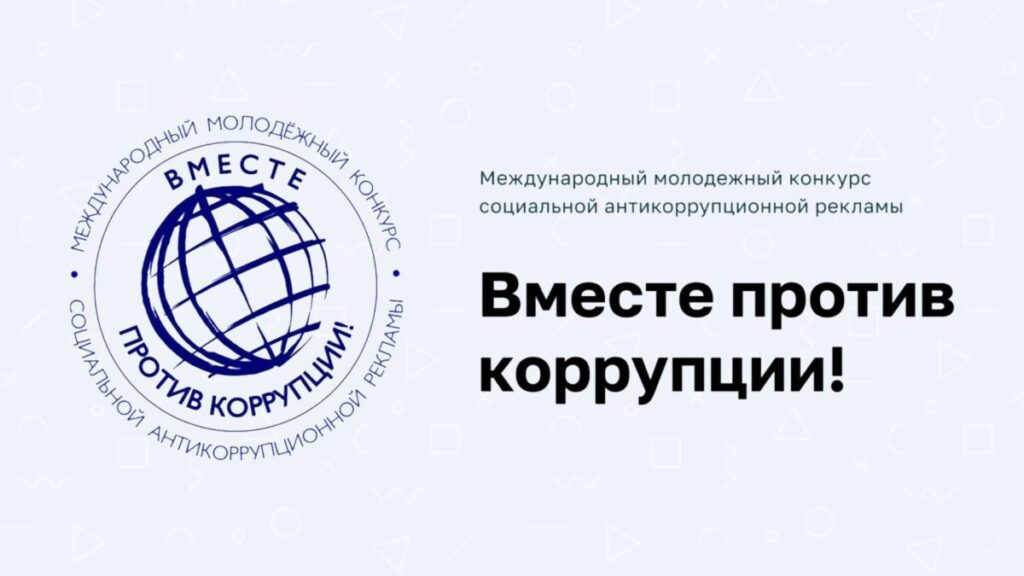 МЕЖДУНАРОДНЫЙ МОЛОДЁЖНЫЙ КОНКУРС
ВМЕСТЕ
ПРОТИВ КОРРУПЦИИ!
СОЦИАЛЬНОЙ АНТИКОРРУПЦИОННОЙ РЕКЛАМЫ
Международный молодежный конкурс
социальной антикоррупционной рекламы
Вместе против
коррупции!